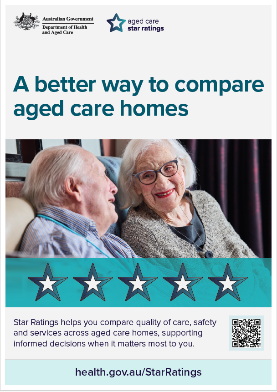 Australian Government
Department of Health
and Aged Care
aged care
star ratings
A better way to compare
aged care homes
Star Ratings helps you compare quality of care, safety
and services across aged care homes, supporting
informed decisions when it matters most to you.
health.gov.au/StarRatings